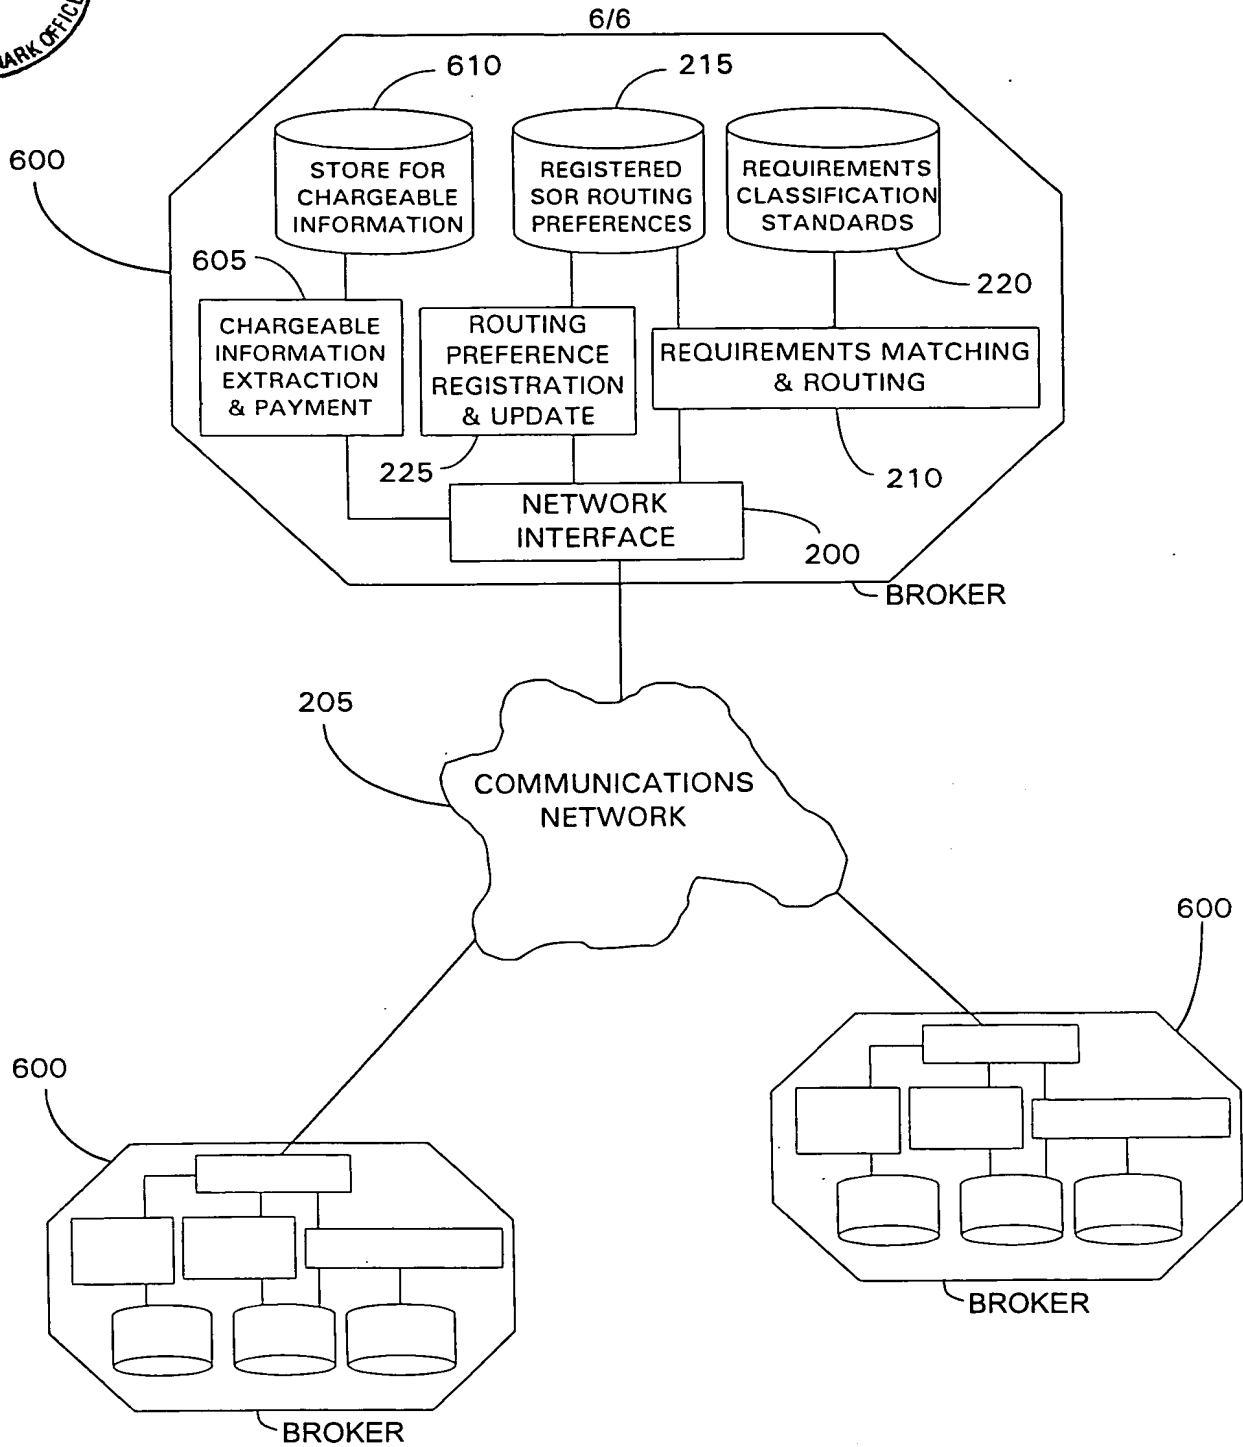 6/6
MARK OFFICE
610
215
600
STORE FOR
CHARGEABLE
INFORMATION
REGISTERED
SOR ROUTING
PREFERENCES
REQUIREMENTS
CLASSIFICATION
STANDARDS
605
220
CHARGEABLE
INFORMATION
EXTRACTION
& PAYMENT
ROUTING
PREFERENCE
REGISTRATION
& UPDATE
REQUIREMENTS MATCHING
& ROUTING
225
210
NETWORK
INTERFACE
200
BROKER
205
COMMUNICATIONS
NETWORK
600
600
BROKER
BROKER